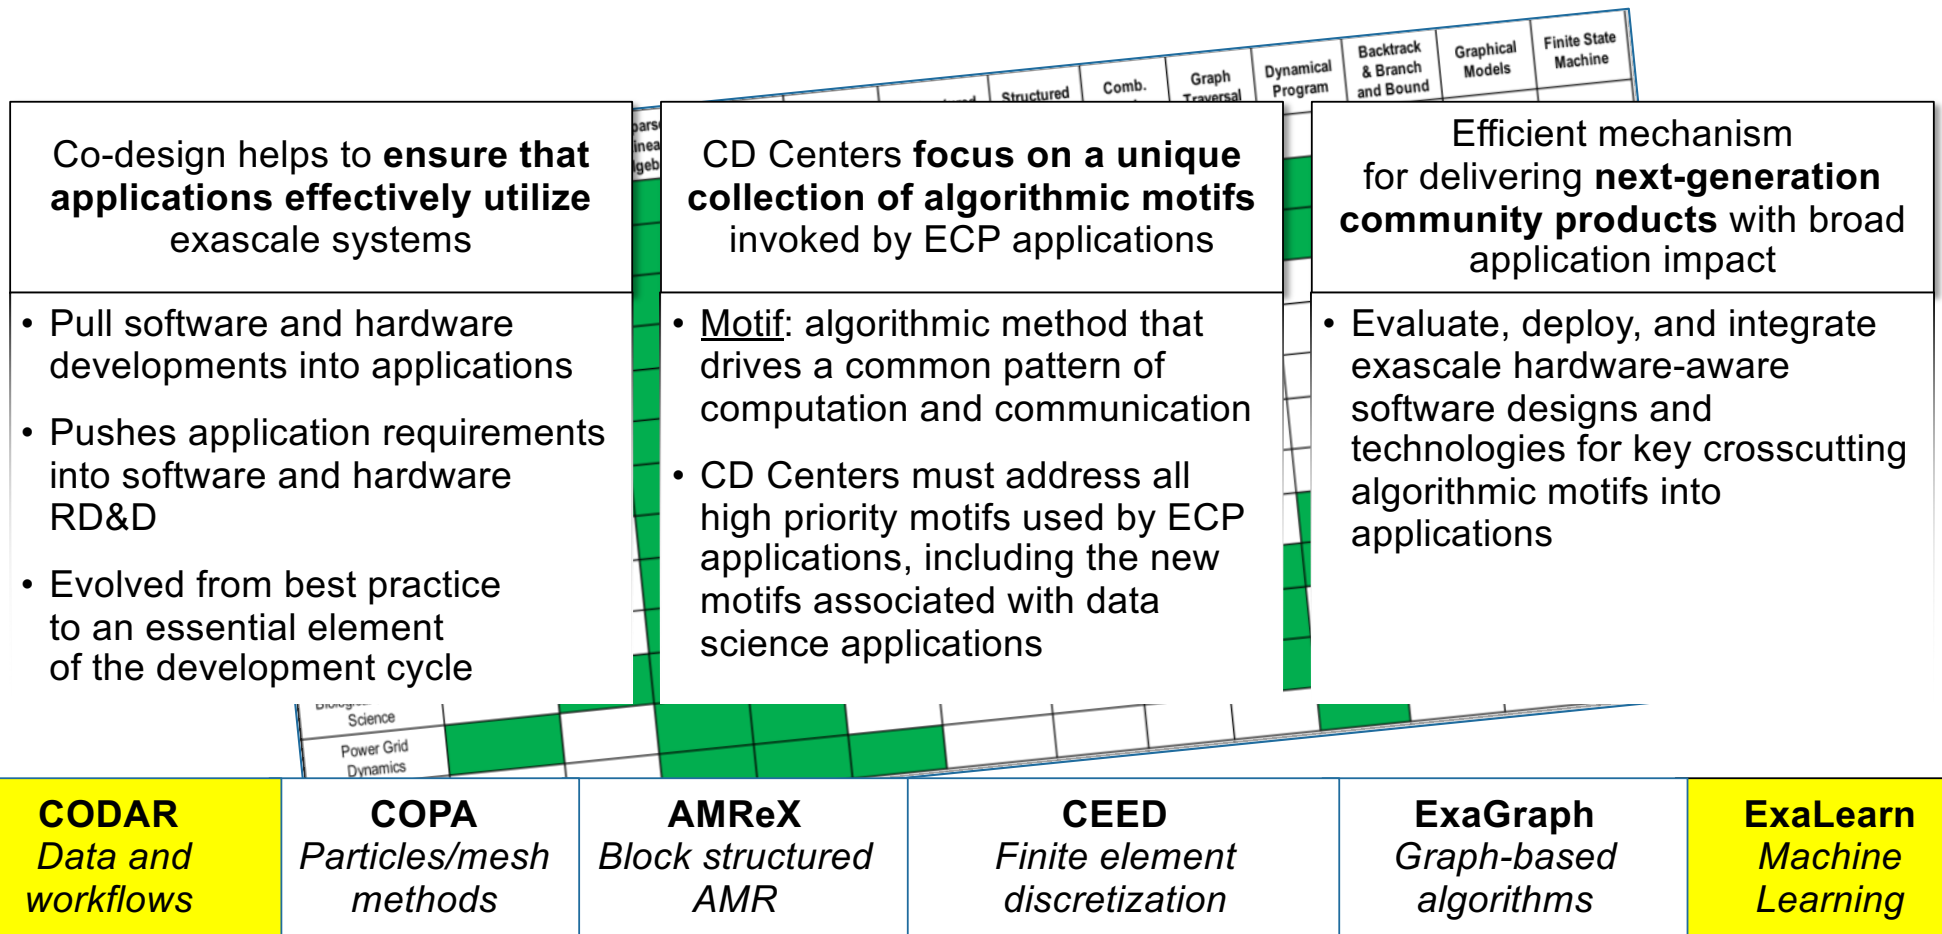 Backtrack
& Branch
and Bound
Graphical
Models
Finite State
Machine
Structured
Comb.
Graph
Traversal
Dynamical
Program
Co-design helps to ensure that
applications effectively utilize
exascale systems
• Pull software and hardware
developments into applications
• Pushes application requirements
into software and hardware
RD&D
• Evolved from best practice
to an essential element
of the development cycle
CD Centers focus on a unique
collection of algorithmic motifs
invoked by ECP applications
• Motif: algorithmic method that
drives a common pattern of
computation and communication
• CD Centers must address all
high priority motifs used by ECP
applications, including the new
motifs associated with data
science applications
Efficient mechanism
for delivering next-generation
community products with broad
application impact
• Evaluate, deploy, and integrate
exascale hardware-aware
software designs and
technologies for key crosscutting
algorithmic motifs into
applications
Science
Power Grid
Dynamics
CODAR
Data and
workflows
COPA
Particles/mesh
methods
AMReX
Block structured
AMR
CEED
Finite element
discretization
ExaGraph
Graph-based
algorithms
ExaLearn
Machine
Learning